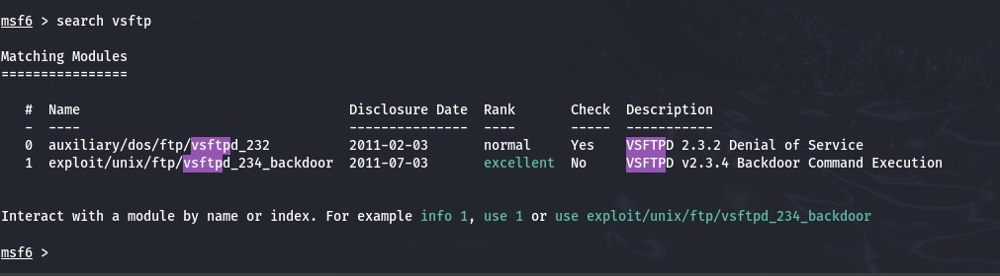 msf6 > search vsftp
Matching Modules
================
#  Name                                  Disclosure Date  Rank       Check  Description
-  ----                                  ---------------  ----       -----  -----------
0  auxiliary/dos/ftp/vsftpd_232          2011-02-03       normal     Yes    VSFTPD 2.3.2 Denial of Service
1  exploit/unix/ftp/vsftpd_234_backdoor  2011-07-03       excellent  No     VSFTPD v2.3.4 Backdoor Command Execution
Interact with a module by name or index. For example info 1, use 1 or use exploit/unix/ftp/vsftpd_234_backdoor
msf6 >